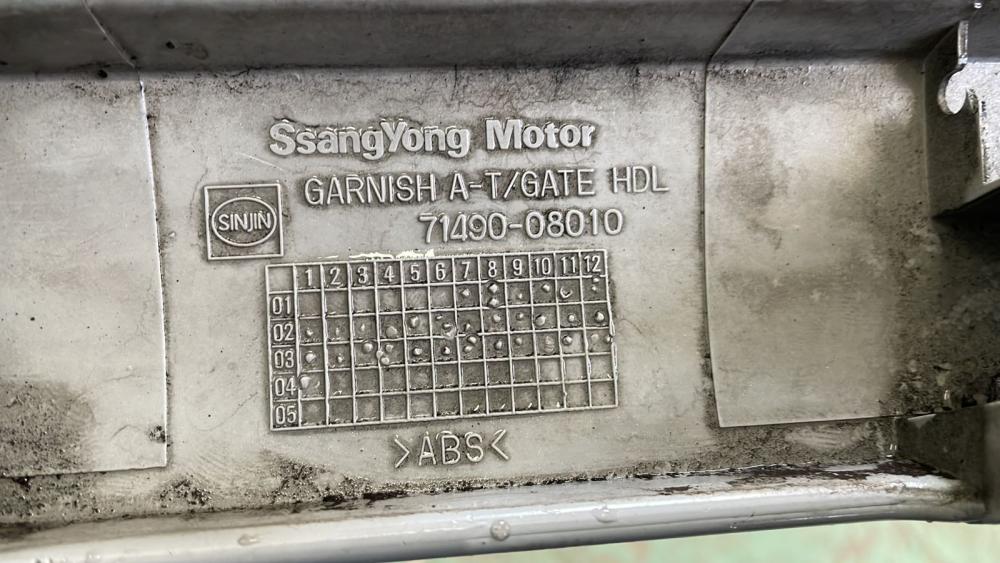 SsangYong Motor
GARNISH A-T/GATE HDL
SINJIN
71490-08010
1 2 3 4 5 6 7 8 9 10 11 12
01
02
03
04
05
>ABS<